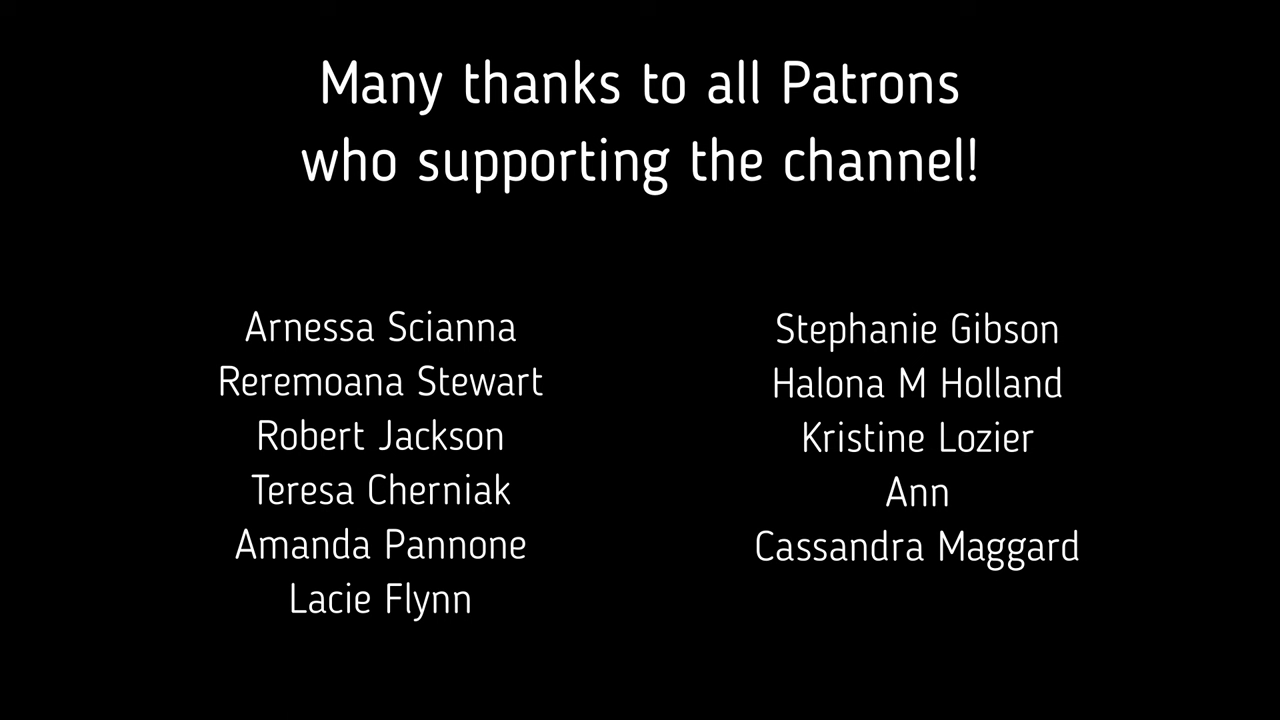 Many thanks to all Patrons
who supporting the channel!
Arnessa Scianna
Reremoana Stewart
Robert Jackson
Teresa Cherniak
Amanda Pannone
Lacie Flynn
Stephanie Gibson
Halona M Holland
Kristine Lozier
Ann
Cassandra Maggard